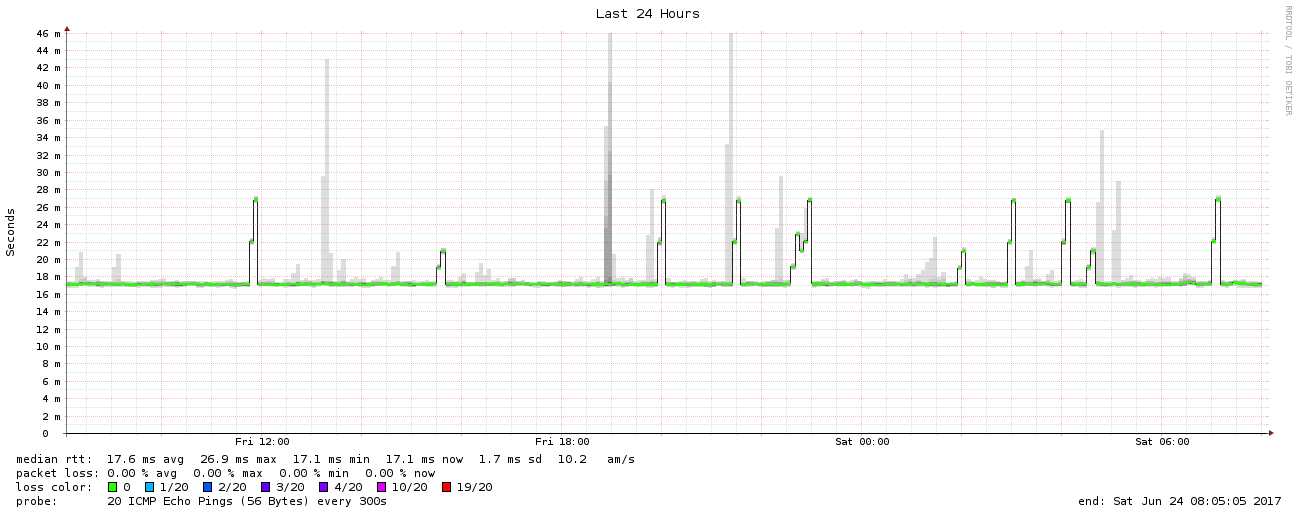 Last 24 Hours
RRDTOOL / TOBI OETIKER
Seconds
46 m
44 m
42 m
40 m
38 m
36 m
34 m
32 m
30 m
28 m
26 m
24 m
22 m
20 m
18 m
16 m
14 m
12 m
10 m
8 m
6 m
4 m
2 m
0
Fri 12:00 Fri 18:00 Sat 00:00 Sat 06:00
median rtt: 17.6 ms avg 26.9 ms max 17.1 ms min 17.1 ms now 1.7 ms sd 10.2 am/s
packet loss: 0.00 % avg 0.00 % max 0.00 % min 0.00 % now
loss color: 0 1/20 2/20 3/20 4/20 10/20 19/20
probe: 20 ICMP Echo Pings (56 Bytes) every 300s end: Sat Jun 24 08:05:05 2017